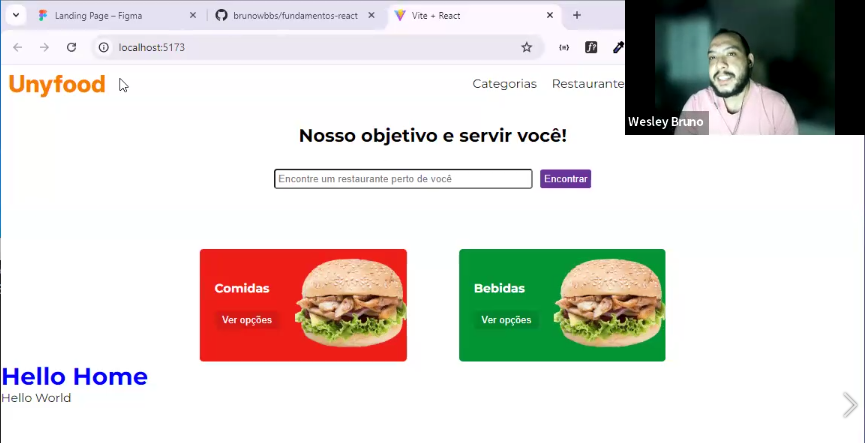 Landing Page – Figma
brunowbbs/fundamentos-react
Vite + React
localhost:5173
Unyfood
Categorias
Restaurante
Wesley Bruno
Nosso objetivo e servir você!
Encontre um restaurante perto de você
Encontrar
Comidas
Ver opções
Bebidas
Ver opções
Hello Home
Hello World